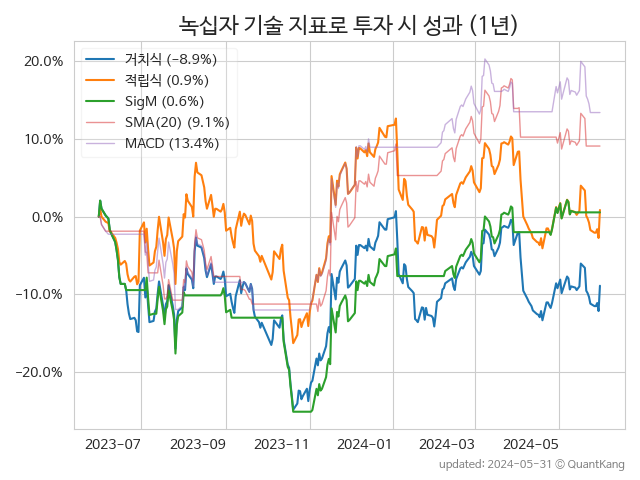 녹십자 기술 지표로 투자 시 성과 (1년)
거치식 (−8.9%)
적립식 (0.9%)
SigM (0.6%)
SMA(20) (9.1%)
MACD (13.4%)
20.0%
10.0%
0.0%
−10.0%
−20.0%
2023-07 2023-09 2023-11 2024-01 2024-03 2024-05
updated: 2024-05-31 © QuantKang